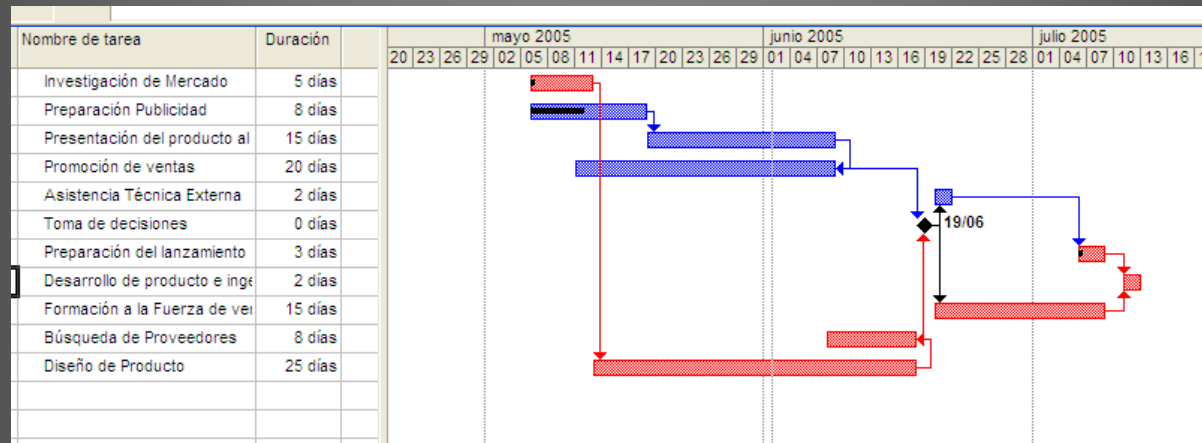 Nombre de tarea Duración mayo 2005 junio 2005 julio 2005
20 23 26 29 02 05 08 11 14 17 20 23 26 29 01 04 07 10 13 16 19 22 25 28 01 04 07 10 13 16
Investigación de Mercado 5 días
Preparación Publicidad 8 días
Presentación del producto al 15 días
Promoción de ventas 20 días
Asistencia Técnica Externa 2 días
Toma de decisiones 0 días 19/06
Preparación del lanzamiento 3 días
Desarrollo de producto e inge 2 días
Formación a la Fuerza de ver 15 días
Búsqueda de Proveedores 8 días
Diseño de Producto 25 días